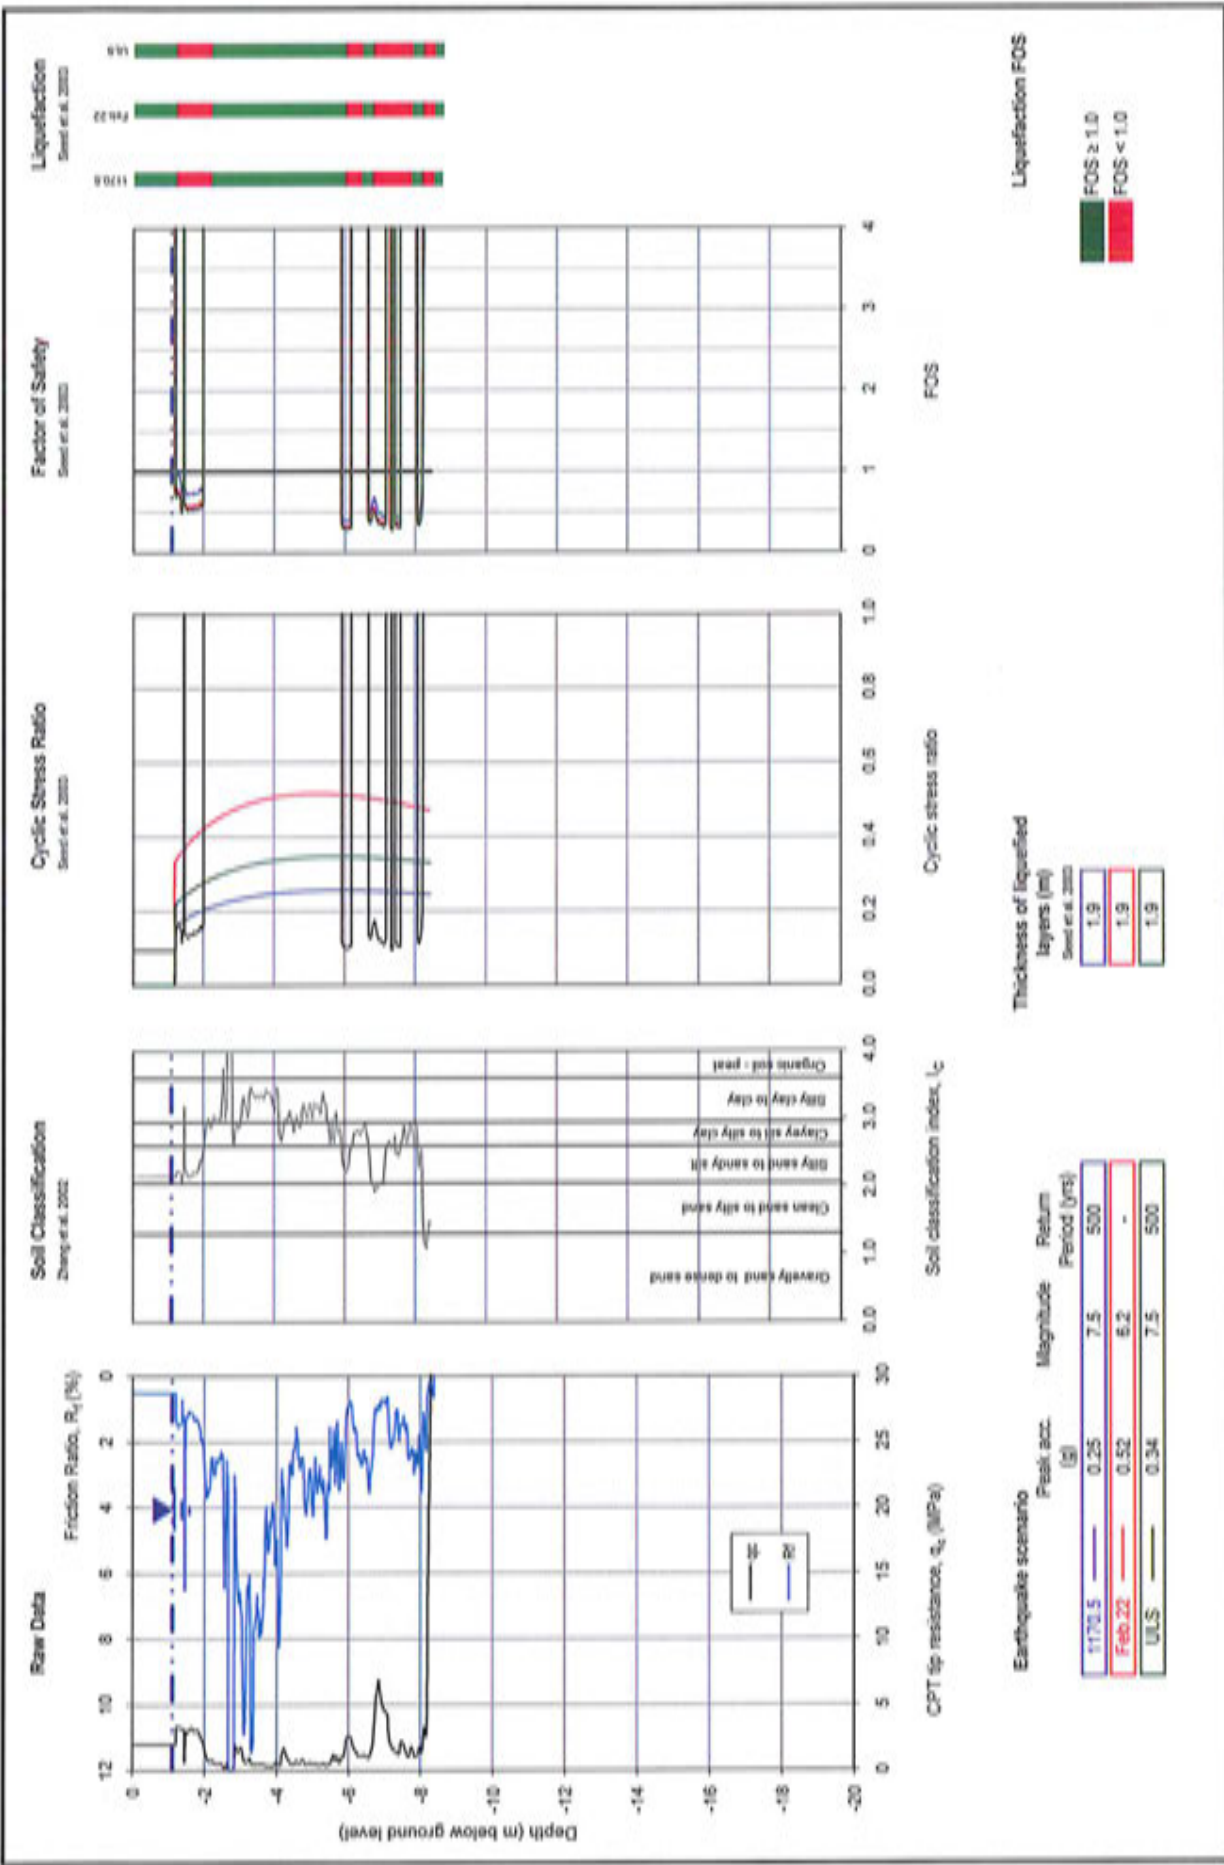 Raw Data
Friction Ratio, Rd (%)
12 10 8 6 4 2 0
0
-2
-4
-6
-8
-10
-12
-14
-16
-18
-20
Depth (m below ground level)
qc
Rd
0 5 10 15 20 25 30
CPT tip resistance, qc (MPa)
Soil Classification
Zhang et al. 2002
Gravelly sand to dense sand
Clean sand to silty sand
Silty sand to sandy silt
Clayey silt to silty clay
Silty clay to clay
Organic soil - peat
0.0 1.0 2.0 3.0 4.0
Soil classification index, IC
Cyclic Stress Ratio
Seed et al. 2003
0.0 0.2 0.4 0.6 0.8 1.0
Cyclic stress ratio
Factor of Safety
Seed et al. 2003
0 1 2 3 4
FOS
Liquefaction
Seed et al. 2003
1170.5
Feb.22
ULS
Earthquake scenario
Peak acc. (g)
Magnitude
Return Period (yrs)
1170.5 0.25 7.5 500
Feb.22 0.52 6.2 -
ULS 0.34 7.5 500
Thickness of liquefied
layers (m)
Seed et al. 2003
1.9
1.9
1.9
Liquefaction FOS
FOS ≥ 1.0
FOS < 1.0